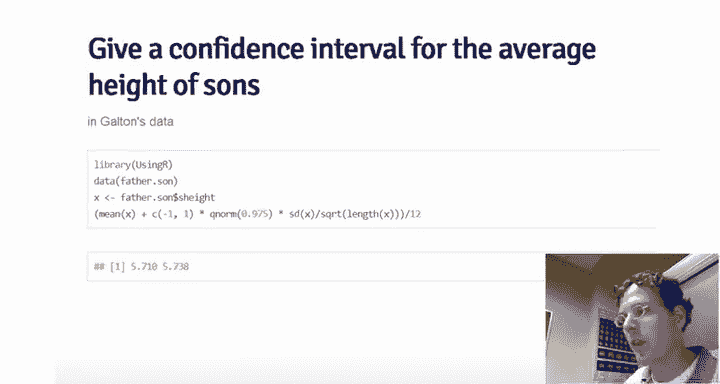 Give a confidence interval for the average
height of sons
in Galton's data
library(UsingR)
data(father.son)
x <- father.son$sheight
(mean(x) + c(-1, 1) * qnorm(0.975) * sd(x)/sqrt(length(x)))/12
## [1] 5.710 5.738